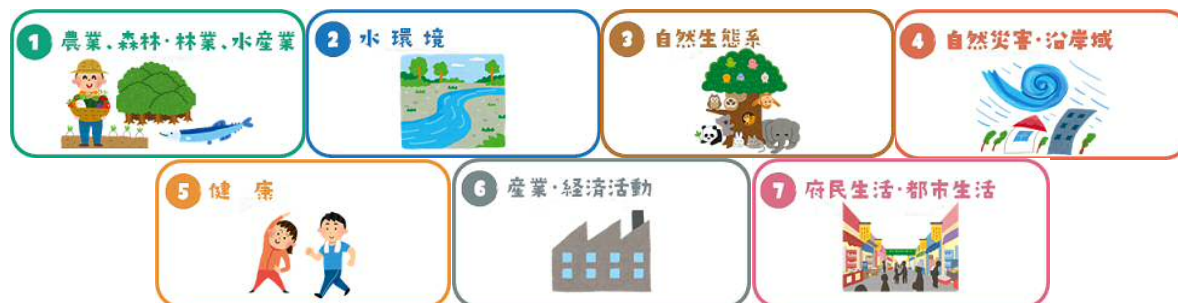 1 農業、森林・林業、水産業
2 水環境
3 自然生態系
4 自然災害・沿岸域
5 健康
6 産業・経済活動
7 府民生活・都市生活